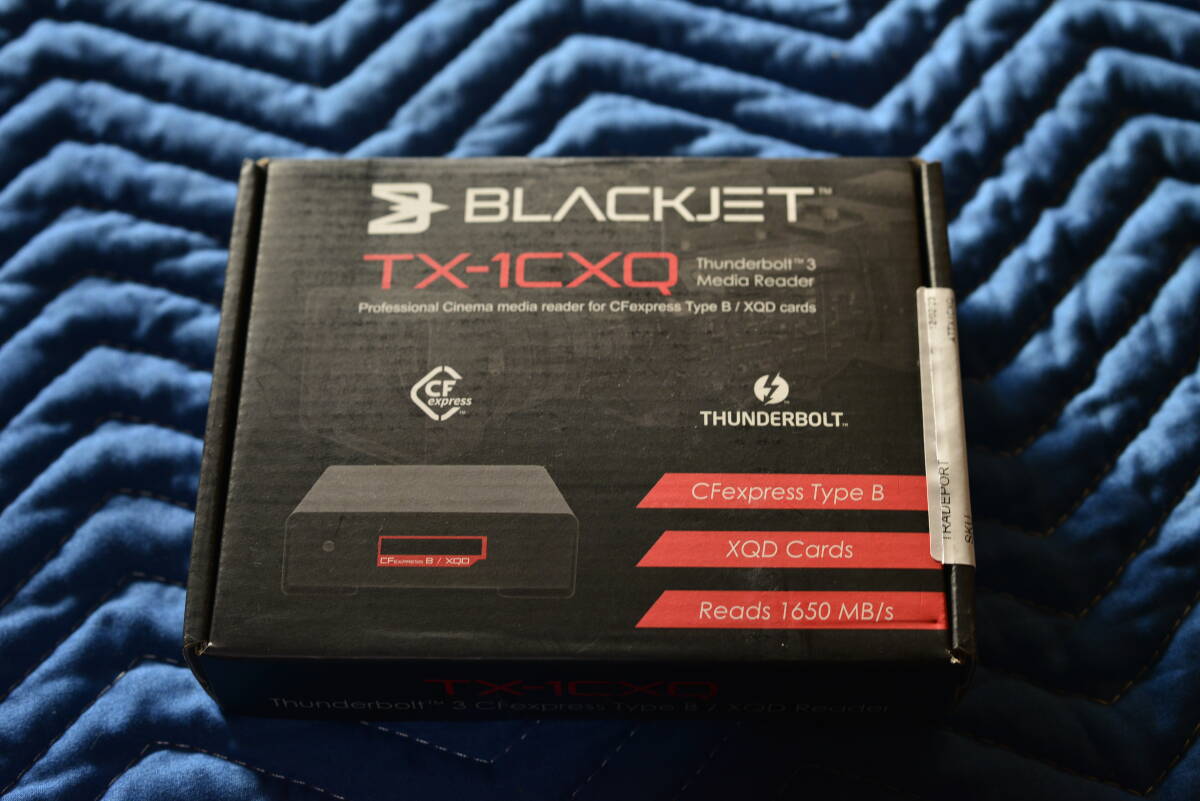 BLACKJET™
TX-1CXQ
Thunderbolt™ 3
Media Reader
Professional Cinema media reader for CFexpress Type B / XQD cards
CF
express
THUNDERBOLT™
CFexpress Type B
XQD Cards
Reads 1650 MB/s
CFEXPRESS B / XQD
TRADEPORT
SKU
TX-1CXQ
Thunderbolt™ 3 CFexpress Type B / XQD Reader